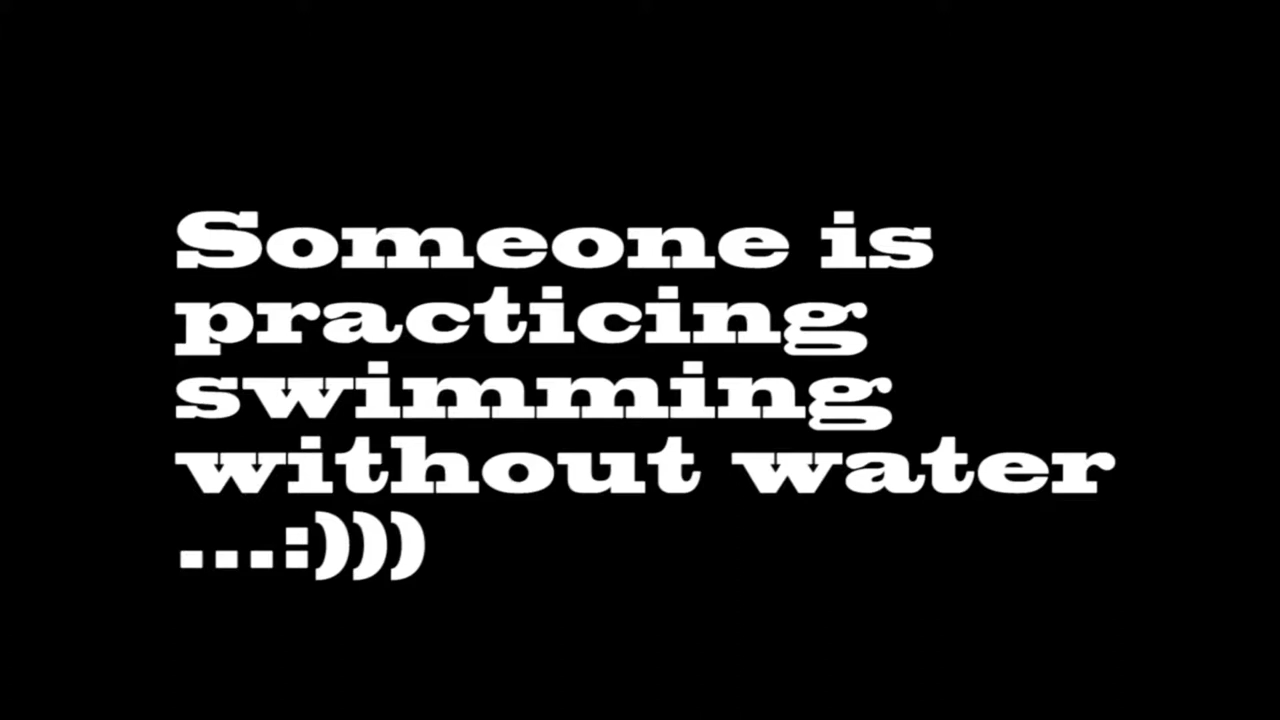 Someone is
practicing
swimming
without water
...:)))